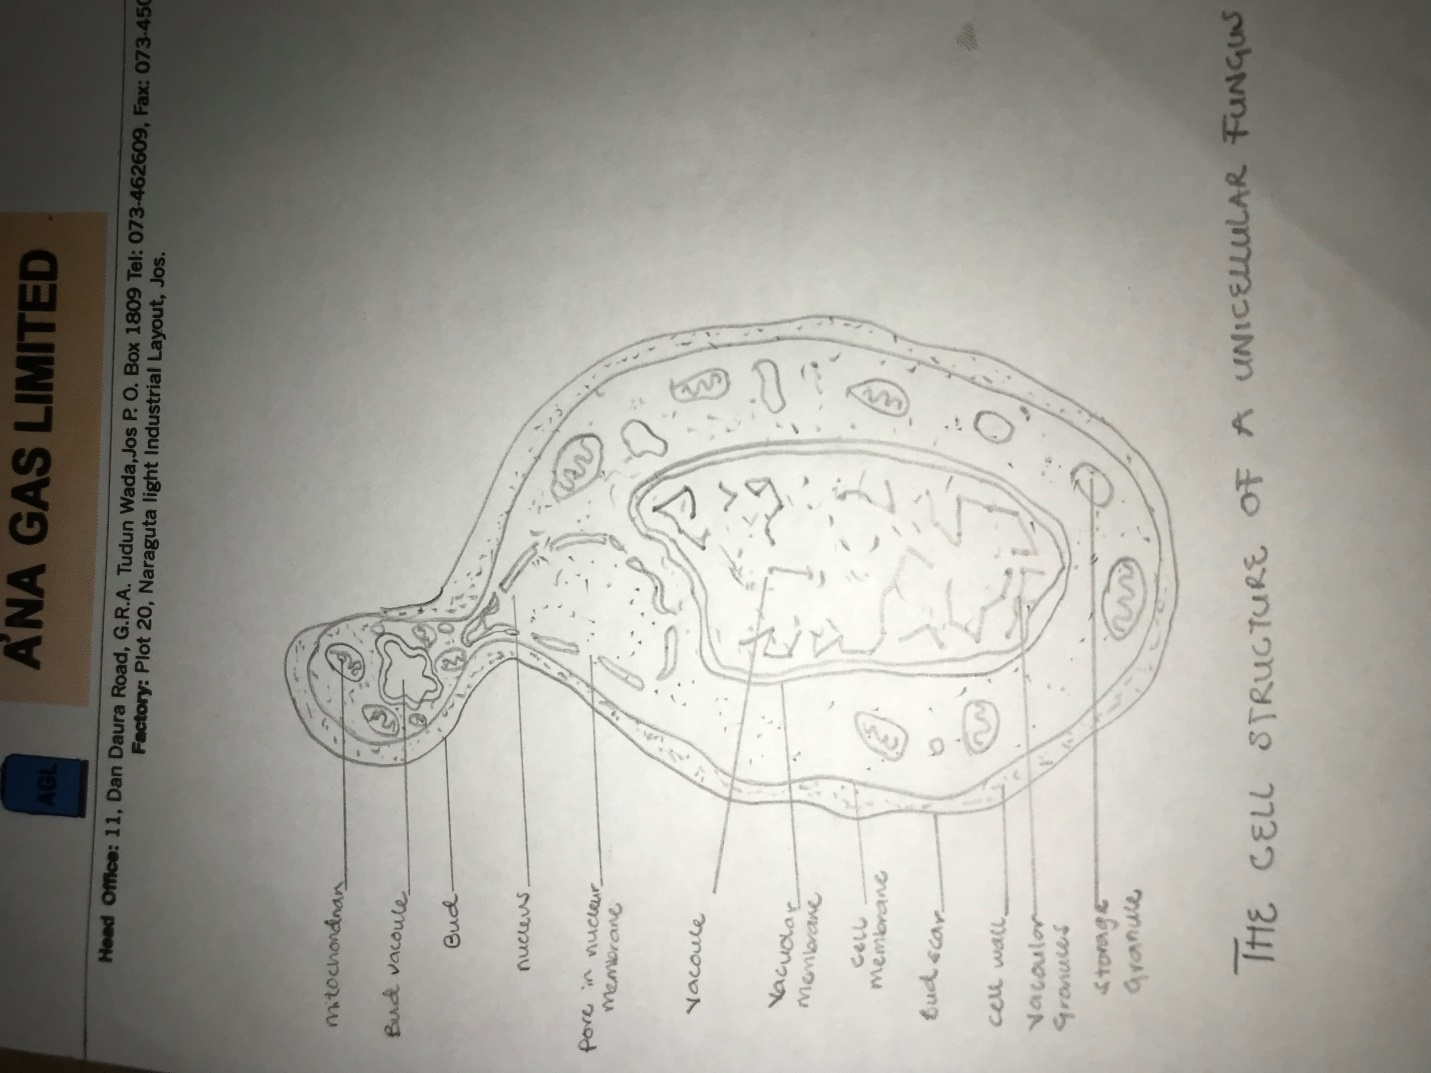 A'NA GAS LIMITED
AGL
Head Office: 11, Dan Daura Road, G.R.A. Tudun Wada,Jos P. O. Box 1809 Tel: 073-462609, Fax: 073-450
Factory: Plot 20, Naraguta light Industrial Layout, Jos.
mitochondrian
Bud vacoule
Bud
nucleus
Pore in nuclear
membrane
Vacoule
Vacuolar
membrane
cell
membrane
Bud scar
cell wall
Vacoular
Granules
storage
Granule
THE CELL STRUCTURE OF A UNICELLULAR FUNGUS